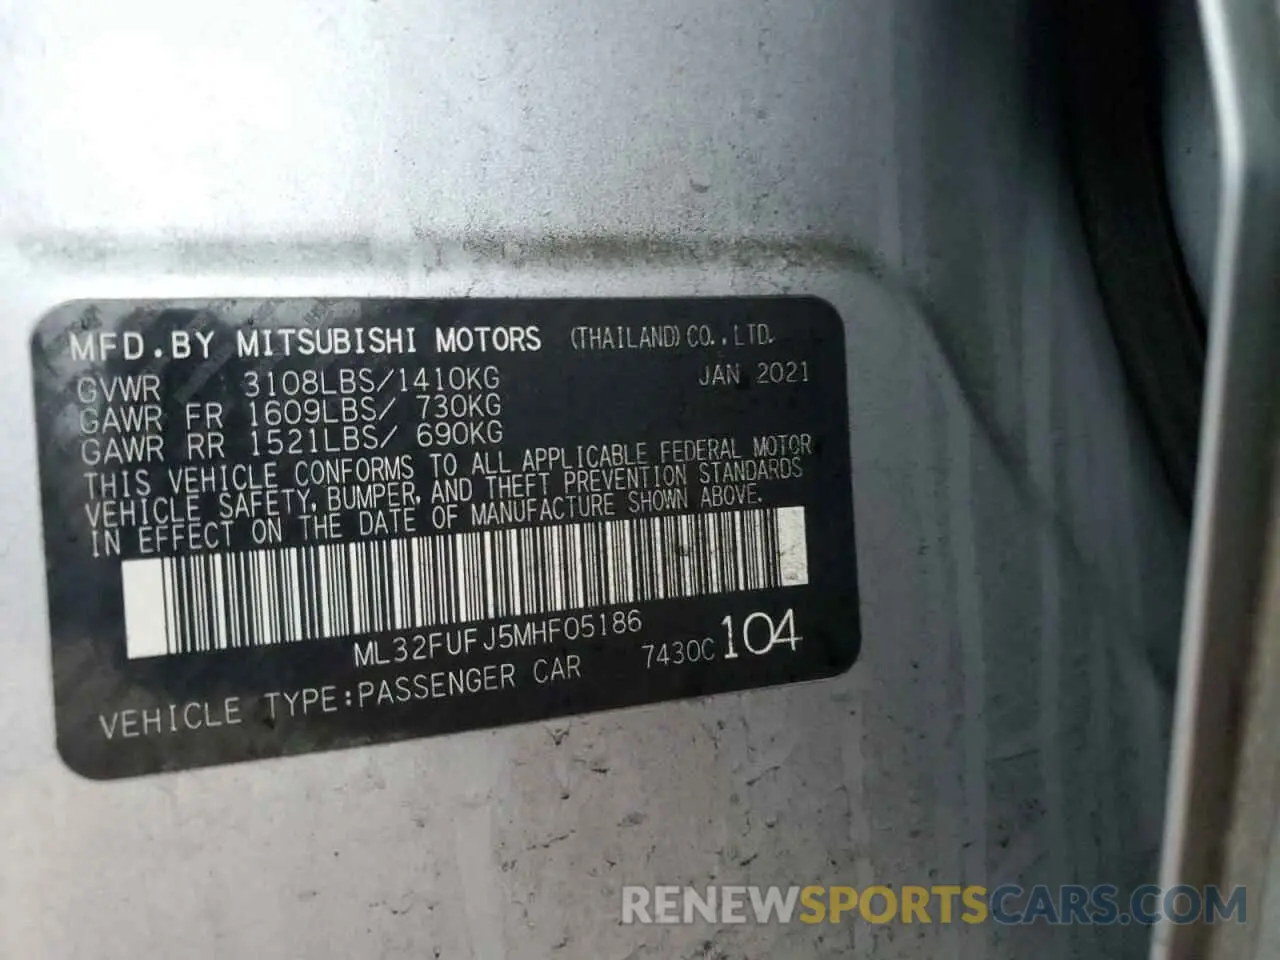 MFD.BY MITSUBISHI MOTORS (THAILAND) CO.,LTD.
GVWR 3108LBS/1410KG JAN 2021
GAWR FR 1609LBS/ 730KG
GAWR RR 1521LBS/ 690KG
THIS VEHICLE CONFORMS TO ALL APPLICABLE FEDERAL MOTOR
VEHICLE SAFETY, BUMPER, AND THEFT PREVENTION STANDARDS
IN EFFECT ON THE DATE OF MANUFACTURE SHOWN ABOVE.
ML32FUFJ5MHF05186
7430C 104
VEHICLE TYPE:PASSENGER CAR
RENEWSPORTSCARS.COM